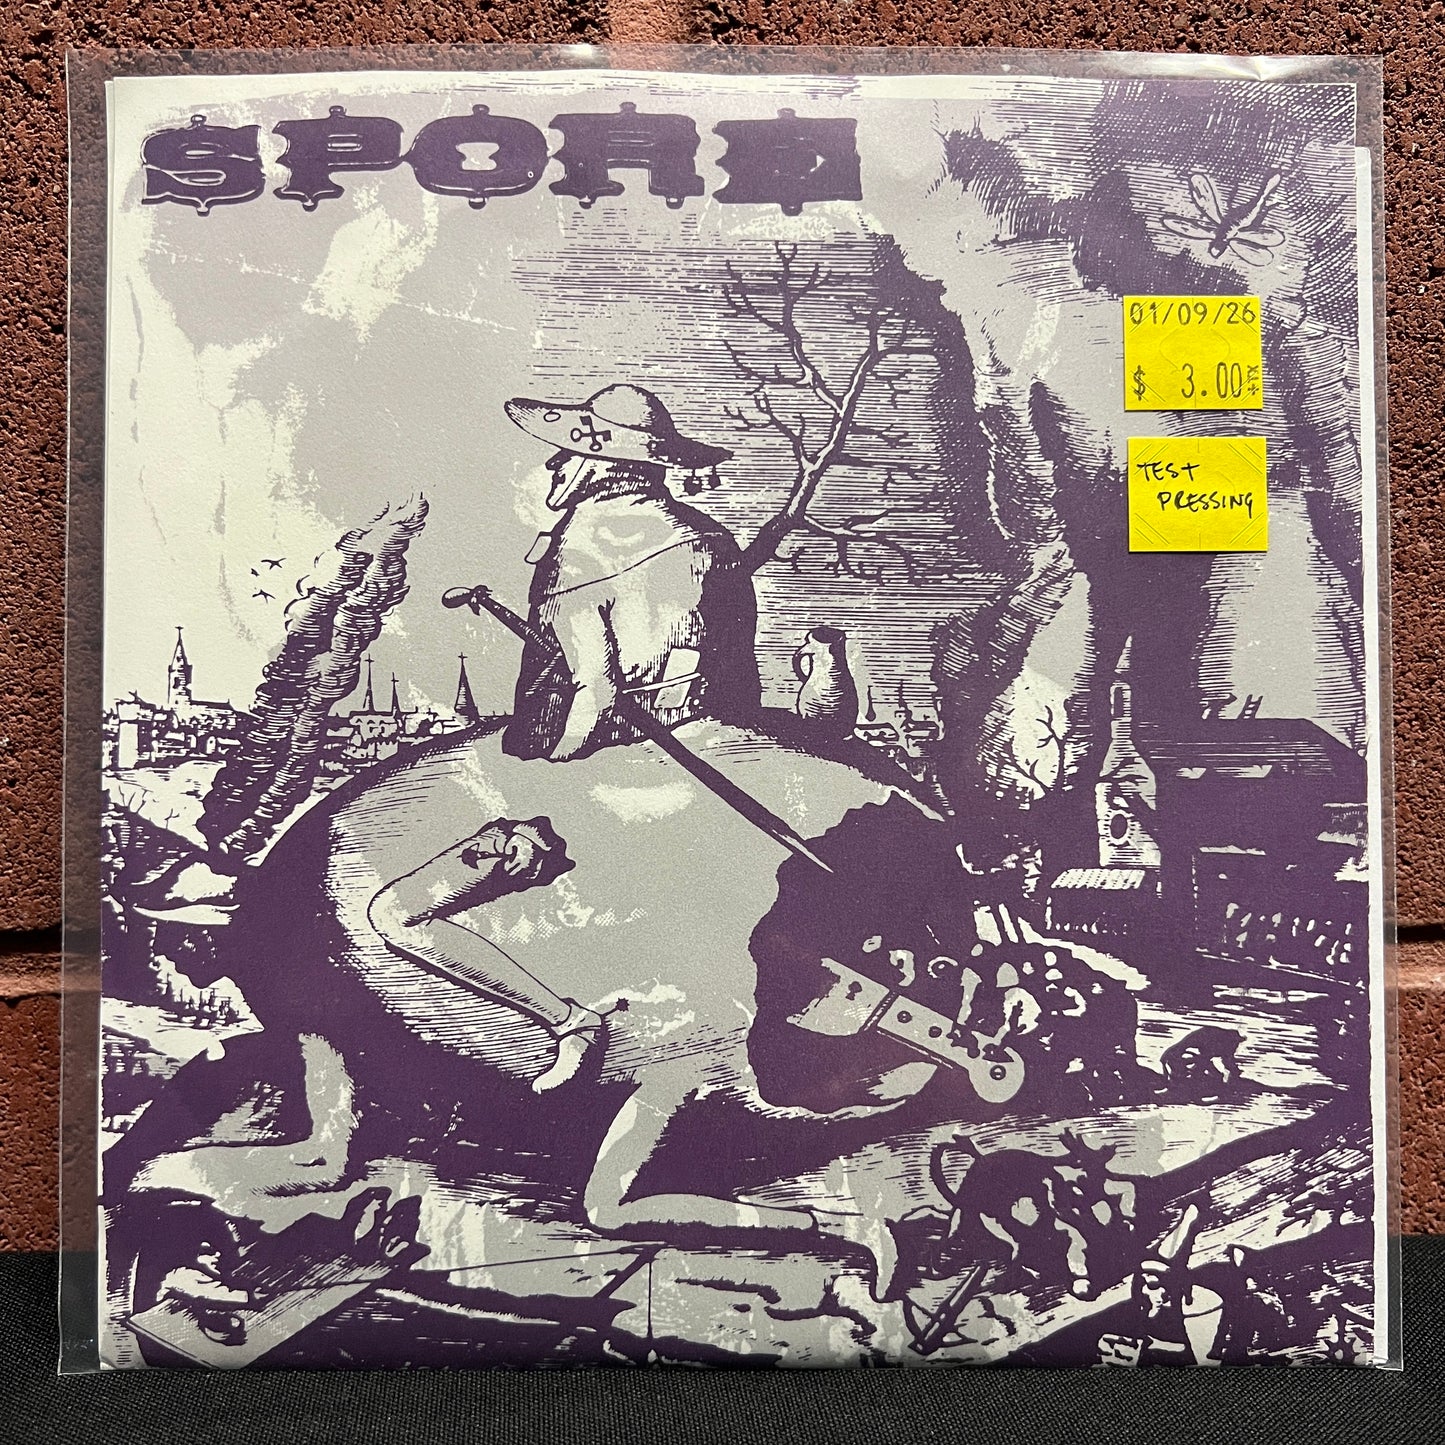 SPORE
01/09/26
$ 3.00
TEST
PRESSING